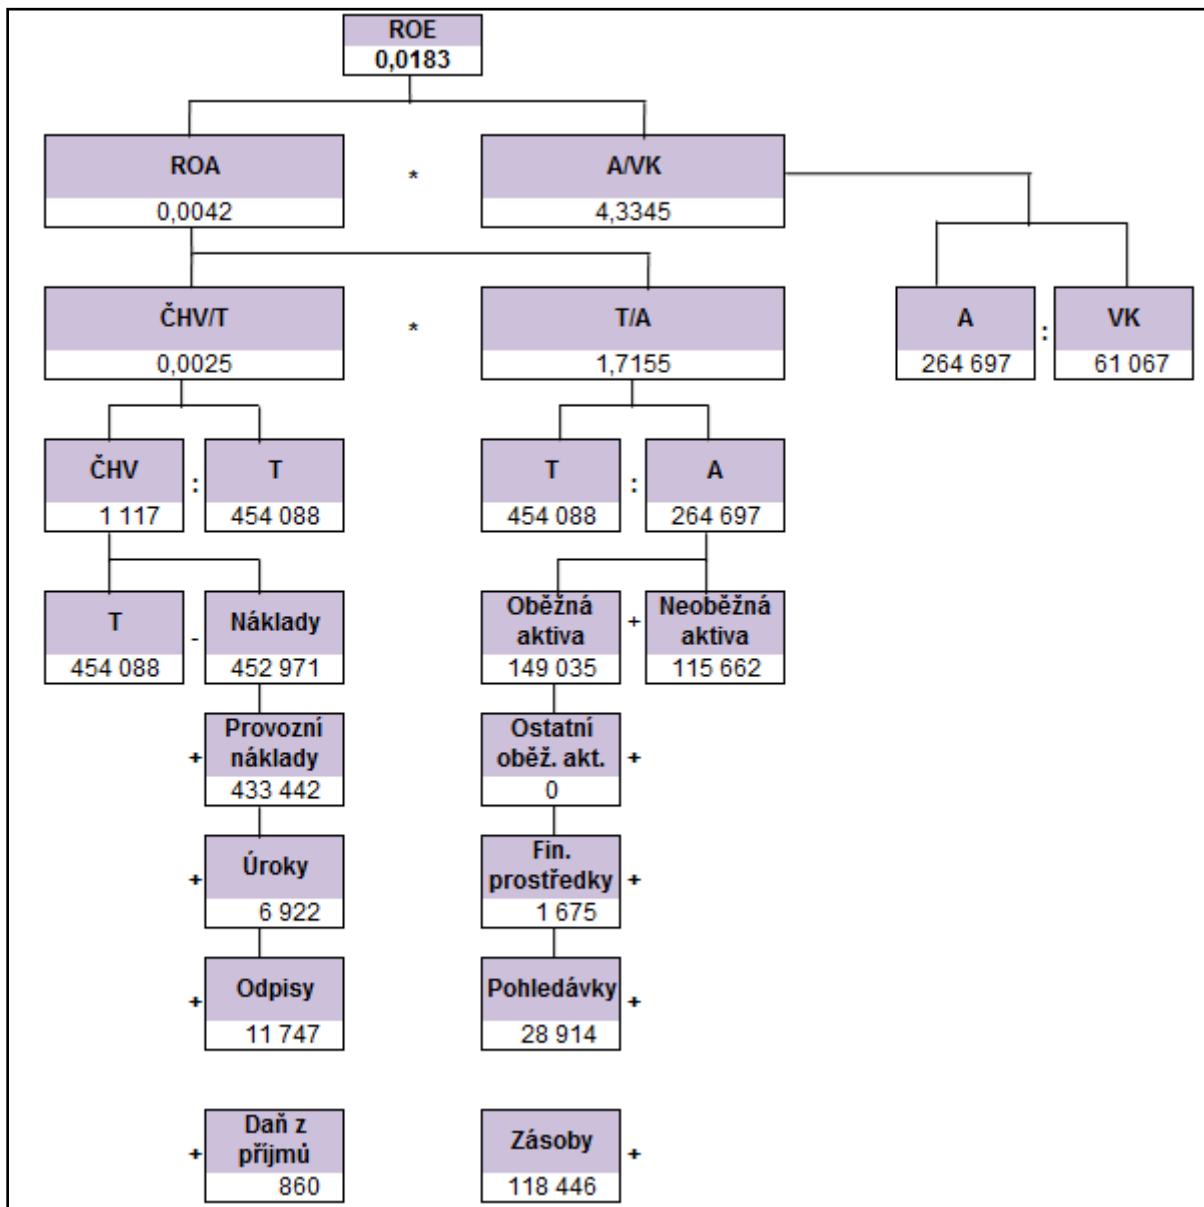 ROE
0,0183
ROA
*
A/VK
0,0042
4,3345
ČHV/T
*
T/A
A
:
VK
0,0025
1,7155
264 697
61 067
ČHV
:
T
T
:
A
1 117
454 088
454 088
264 697
T
-
Náklady
Oběžná
aktiva
+
Neoběžná
aktiva
454 088
452 971
149 035
115 662
+
Provozní
náklady
433 442
Ostatní
oběž. akt.
+
0
+
Úroky
6 922
Fin.
prostředky
+
1 675
+
Odpisy
11 747
Pohledávky
+
28 914
+
Daň z
příjmů
860
Zásoby
+
118 446